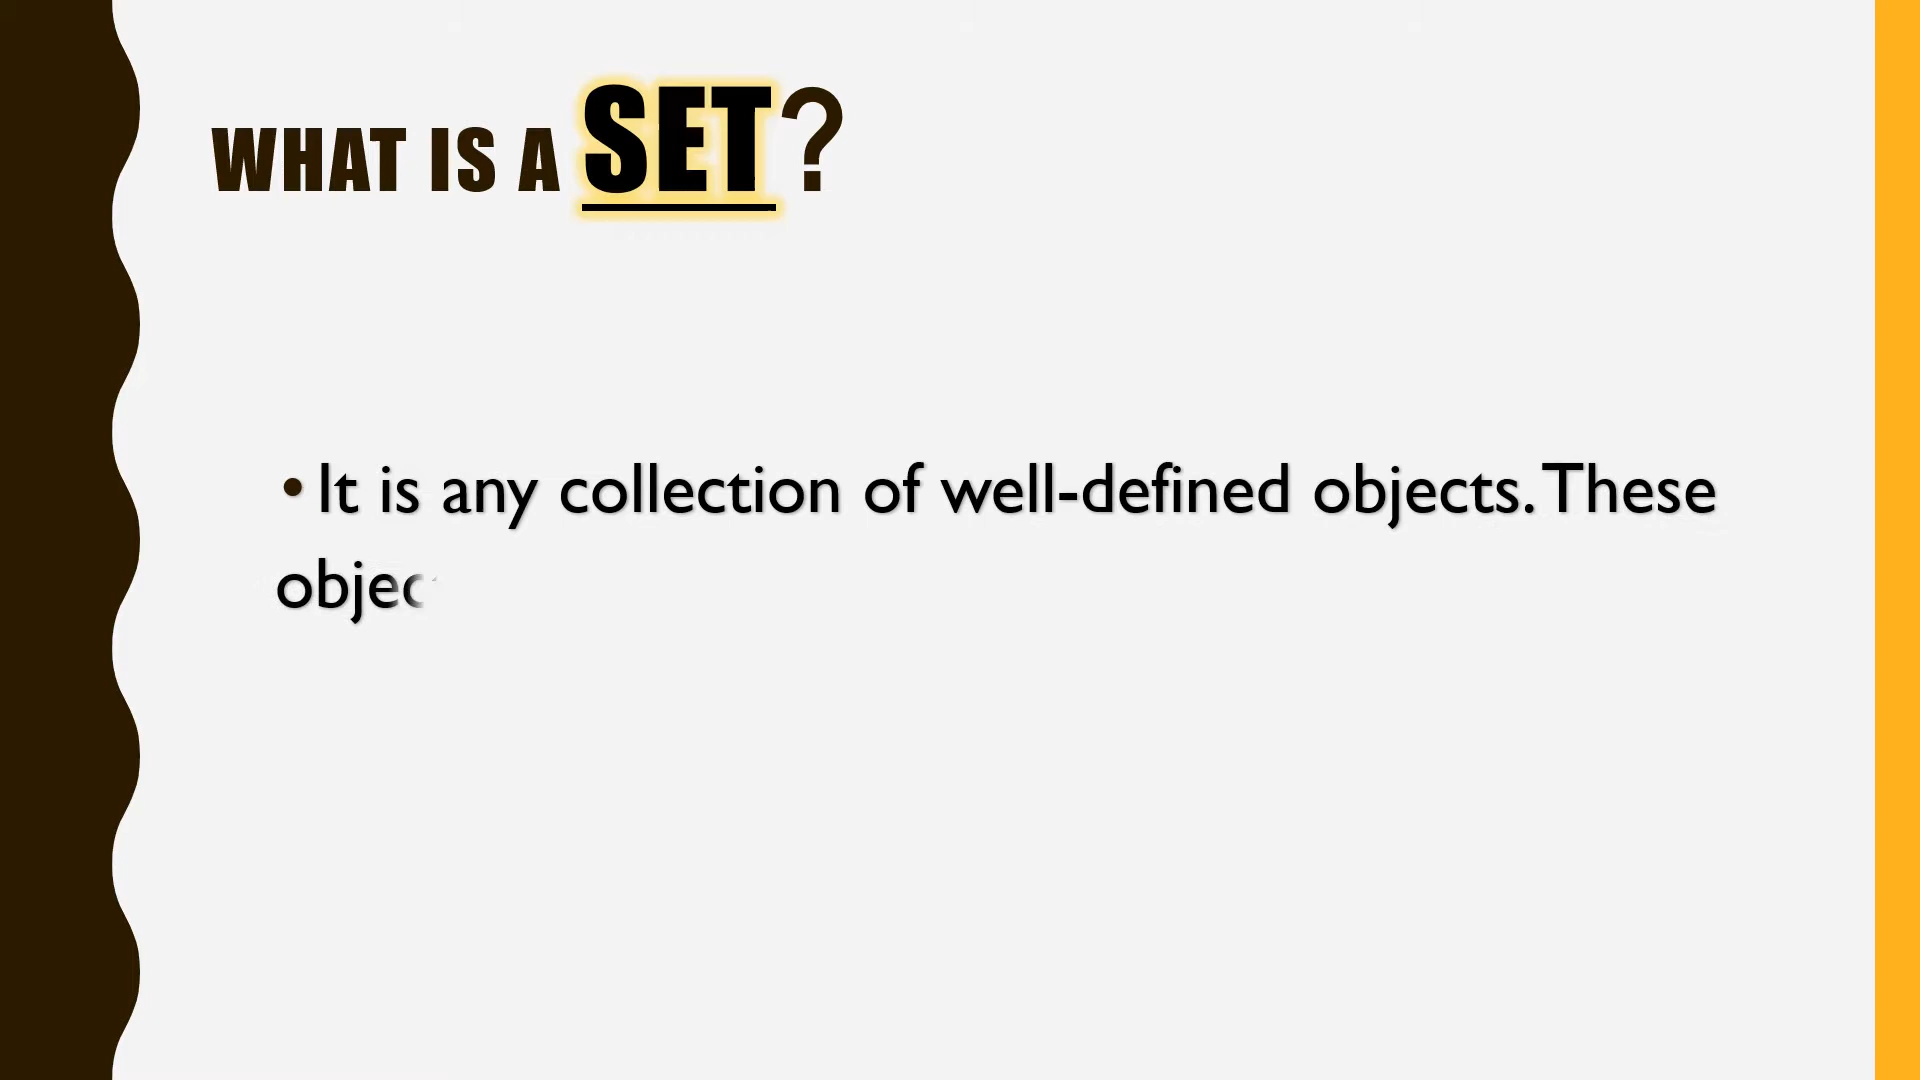 WHAT IS A SET?
• It is any collection of well-defined objects. These
objec